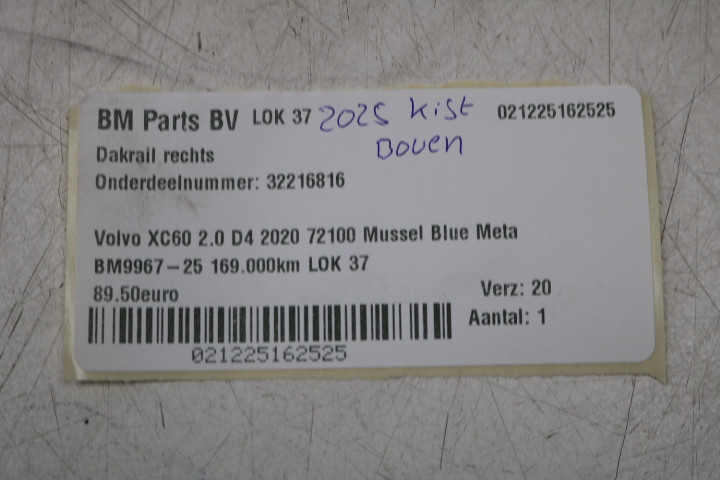 BM Parts BV LOK 37 2025 kist 021225162525
Boven
Dakrail rechts
Onderdeelnummer: 32216816
Volvo XC60 2.0 D4 2020 72100 Mussel Blue Meta
BM9967-25 169.000km LOK 37
89.50euro Verz: 20
Aantal: 1
021225162525